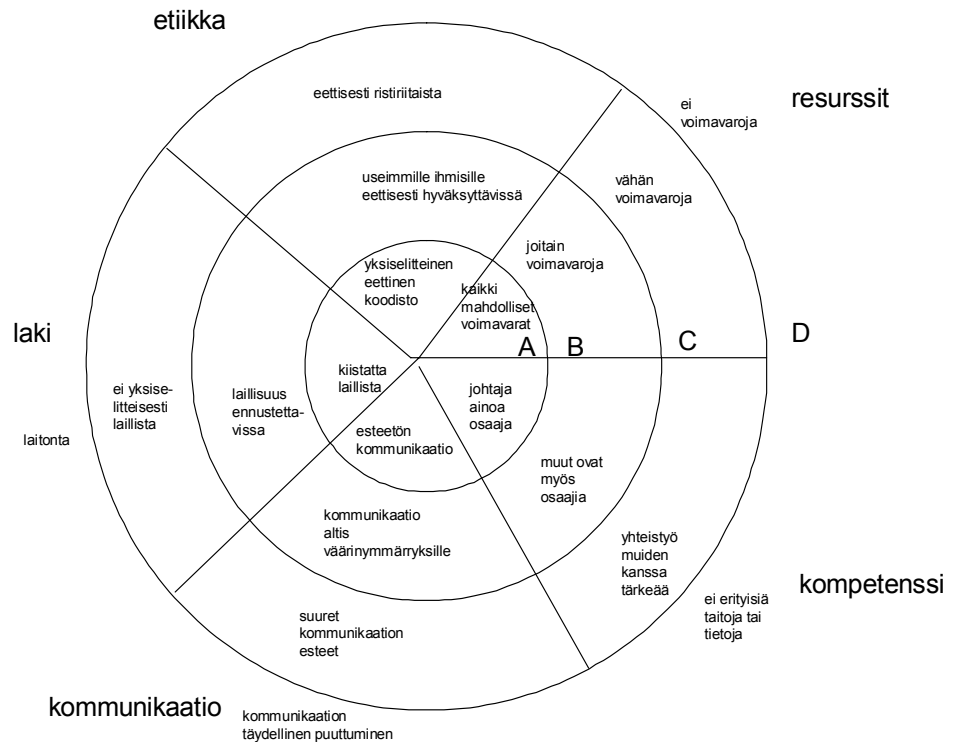 etiikka
resurssit
eettisesti ristiriitaista
ei
voimavaroja
vähän
voimavaroja
useimmille ihmisille
eettisesti hyväksyttävissä
joitain
voimavaroja
yksiselitteinen
eettinen
koodisto
kaikki
mahdolliset
voimavarat
laki
A
B
C
D
kiistatta
laillista
laillisuus
ennustetta-
vissa
ei yksise-
litteisesti
laillista
laitonta
johtaja
ainoa
osaaja
esteetön
kommunikaatio
muut ovat
myös
osaajia
kommunikaatio
altis
väärinymmärryksille
yhteistyö
muiden
kanssa
tärkeää
kompetenssi
ei erityisiä
taitoja tai
tietoja
suuret
kommunikaation
esteet
kommunikaatio
kommunikaation
täydellinen puuttuminen